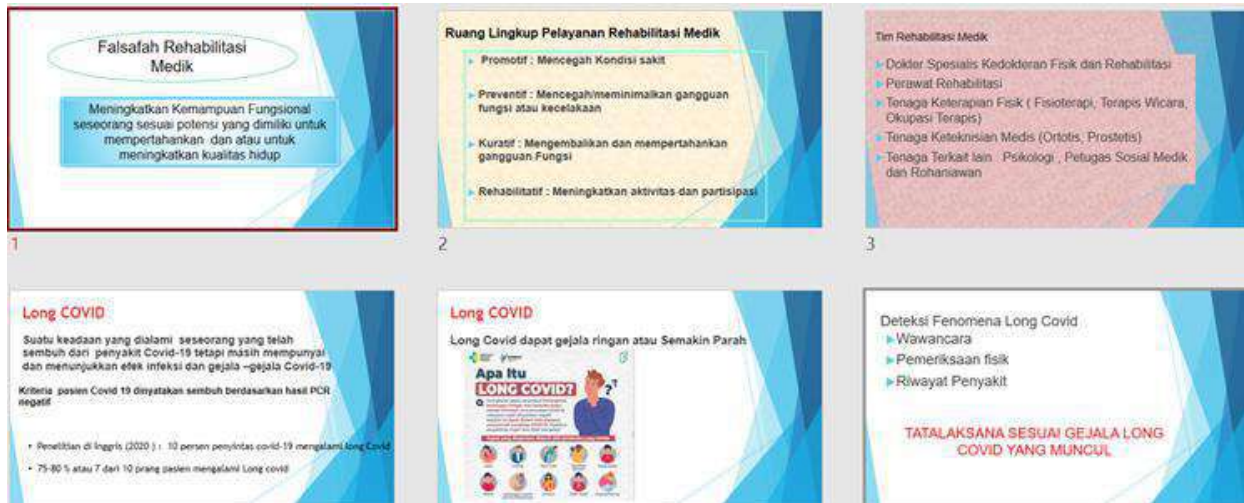 Falsafah Rehabilitasi
Medik
Meningkatkan Kemampuan Fungsional
seseorang sesuai potensi yang dimiliki untuk
mempertahankan dan atau untuk
meningkatkan kualitas hidup
1
Ruang Lingkup Pelayanan Rehabilitasi Medik
Promotif : Mencegah Kondisi sakit
Preventif : Mencegah/meminimalkan gangguan
fungsi atau kecelakaan
Kuratif : Mengembalikan dan mempertahankan
gangguan Fungsi
Rehabilitatif : Meningkatkan aktivitas dan partisipasi
2
Tim Rehabilitasi Medik
Dokter Spesialis Kedokteran Fisik dan Rehabilitasi
Perawat Rehabilitasi
Tenaga Keterapian Fisik ( Fisioterapi, Terapis Wicara,
Okupasi Terapis)
Tenaga Keteknisian Medis (Ortotis, Prostetis)
Tenaga Terkait lain : Psikologi , Petugas Sosial Medik
dan Rohaniawan
3
Long COVID
Suatu keadaan yang dialami seseorang yang telah
sembuh dari penyakit Covid-19 tetapi masih mempunyai
dan menunjukkan efek infeksi dan gejala –gejala Covid-19
Kriteria pasien Covid 19 dinyatakan sembuh berdasarkan hasil PCR
negatif
• Penelitian di Inggris (2020 ) : 10 persen penyintas covid-19 mengalami long Covid
• 75-80 % atau 7 dari 10 prang pasien mengalami Long covid
Long COVID
Long Covid dapat gejala ringan atau Semakin Parah
Apa Itu
LONG COVID?
Deteksi Fenomena Long Covid
Wawancara
Pemeriksaan fisik
Riwayat Penyakit
TATALAKSANA SESUAI GEJALA LONG
COVID YANG MUNCUL